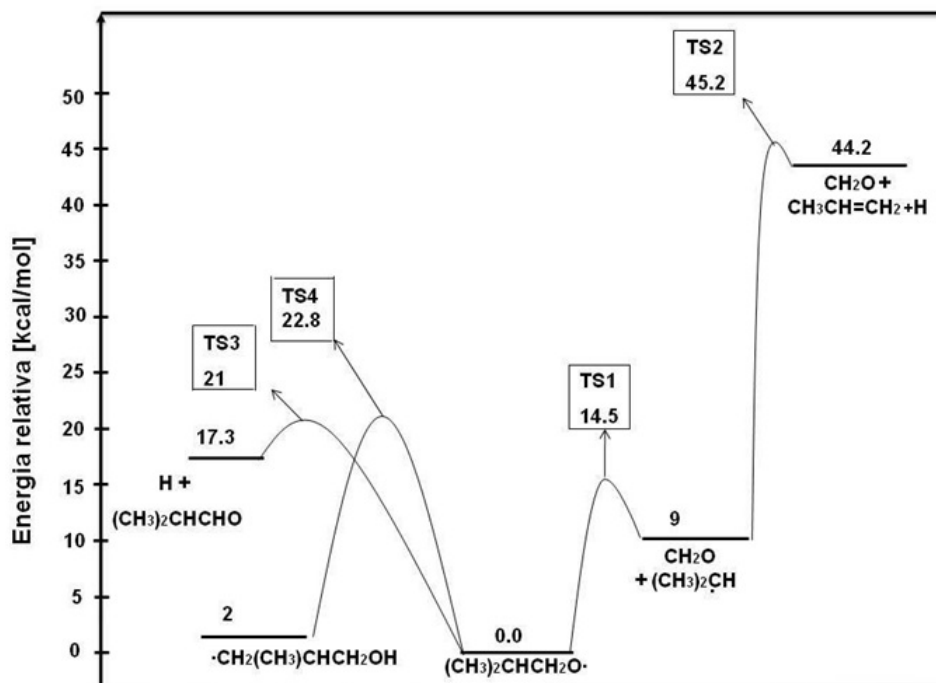 Energia relativa [kcal/mol]
50
45
40
35
30
25
20
15
10
5
0
TS2
45.2
44.2
CH₂O +
CH₃CH=CH₂ +H
TS4
22.8
TS3
21
17.3
H +
(CH₃)₂CHCHO
TS1
14.5
9
CH₂O
+ (CH₃)₂ĊH
2
·CH₂(CH₃)CHCH₂OH
0.0
(CH₃)₂CHCH₂O·